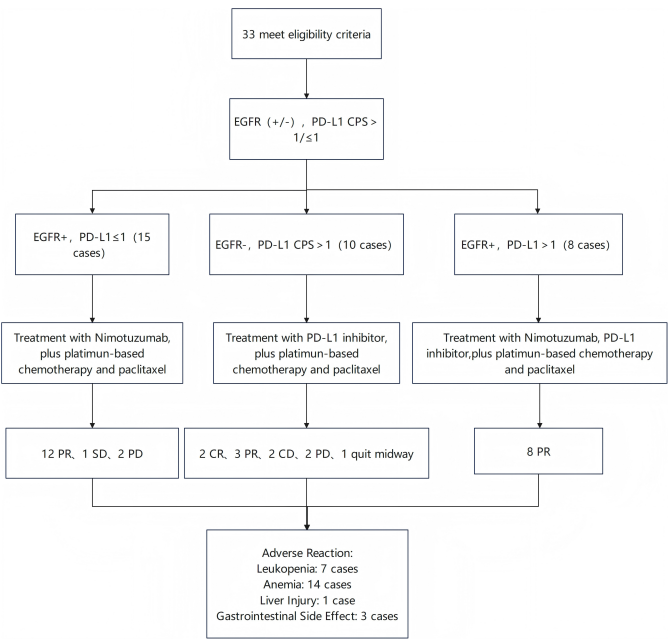 33 meet eligibility criteria
EGFR（+/-）, PD-L1 CPS >
1/≤1
EGFR+, PD-L1≤1（15
cases）
EGFR-, PD-L1 CPS>1（10 cases）
EGFR+, PD-L1>1（8 cases）
Treatment with Nimotuzumab,
plus platimun-based
chemotherapy and paclitaxel
Treatment with PD-L1 inhibitor,
plus platimun-based
chemotherapy and paclitaxel
Treatment with Nimotuzumab, PD-L1
inhibitor,plus platimun-based chemotherapy
and paclitaxel
12 PR、1 SD、2 PD
2 CR、3 PR、2 CD、2 PD、1 quit midway
8 PR
Adverse Reaction:
Leukopenia: 7 cases
Anemia: 14 cases
Liver Injury: 1 case
Gastrointestinal Side Effect: 3 cases